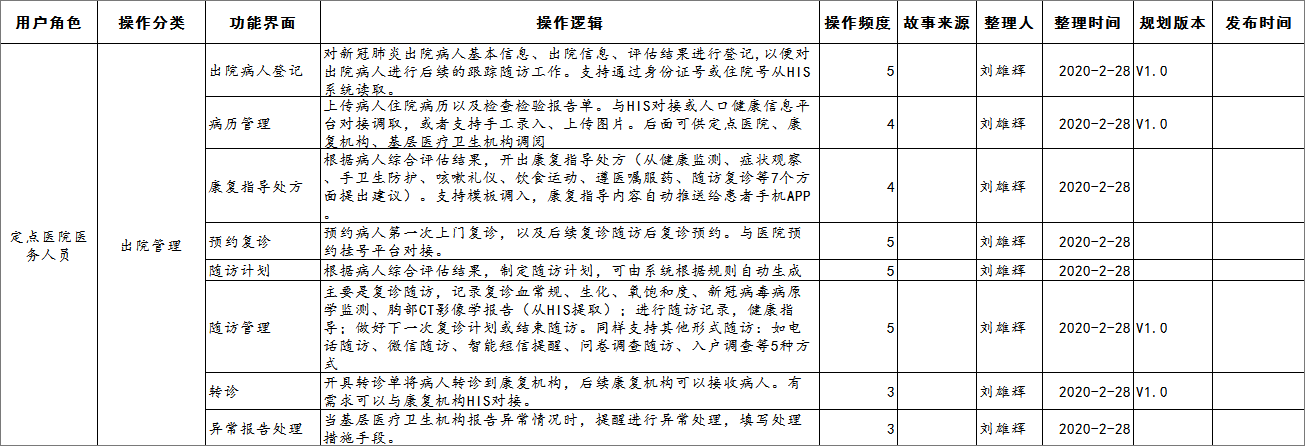 用户角色 操作分类 功能界面 操作逻辑 操作频度 故事来源 整理人 整理时间 规划版本 发布时间
定点医院医务人员 出院管理
出院病人登记 对新冠肺炎出院病人基本信息、出院信息、评估结果进行登记,以便对
出院病人进行后续的跟踪随访工作。支持通过身份证号或住院号从HIS
系统读取。 5 刘雄辉 2020-2-28 V1.0
病历管理 上传病人住院病历以及检查检验报告单。与HIS对接或人口健康信息平
台对接调取，或者支持手工录入、上传图片。后面可供定点医院、康
复机构、基层医疗卫生机构调阅 4 刘雄辉 2020-2-28 V1.0
康复指导处方 根据病人综合评估结果，开出康复指导处方（从健康监测、症状观察
、手卫生防护、咳嗽礼仪、饮食运动、遵医嘱服药、随访复诊等7个方
面提出建议）。支持模板调入，康复指导内容自动推送给患者手机APP
。 4 刘雄辉 2020-2-28
预约复诊 预约病人第一次上门复诊，以及后续复诊随访后复诊预约。与医院预
约挂号平台对接。 5 刘雄辉 2020-2-28
随访计划 根据病人综合评估结果，制定随访计划，可由系统根据规则自动生成 5 刘雄辉 2020-2-28
随访管理 主要是复诊随访，记录复诊血常规、生化、氧饱和度、新冠病毒病原
学监测、胸部CT影像学报告（从HIS提取）；进行随访记录，健康指
导；做好下一次复诊计划或结束随访。同样支持其他形式随访：如电
话随访、微信随访、智能短信提醒、问卷调查随访、入户调查等5种方
式 5 刘雄辉 2020-2-28 V1.0
转诊 开具转诊单将病人转诊到康复机构，后续康复机构可以接收病人。有
需求可以与康复机构HIS对接。 3 刘雄辉 2020-2-28 V1.0
异常报告处理 当基层医疗卫生机构报告异常情况时，提醒进行异常处理，填写处理
措施手段。 3 刘雄辉 2020-2-28